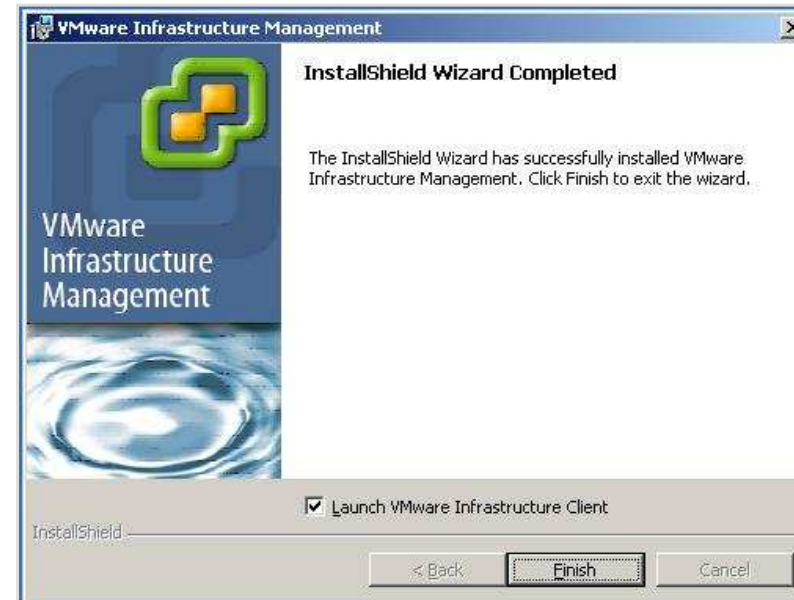 VMware Infrastructure Management
InstallShield Wizard Completed
The InstallShield Wizard has successfully installed VMware
Infrastructure Management. Click Finish to exit the wizard.
VMware
Infrastructure
Management
Launch VMware Infrastructure Client
InstallShield
< Back Finish Cancel